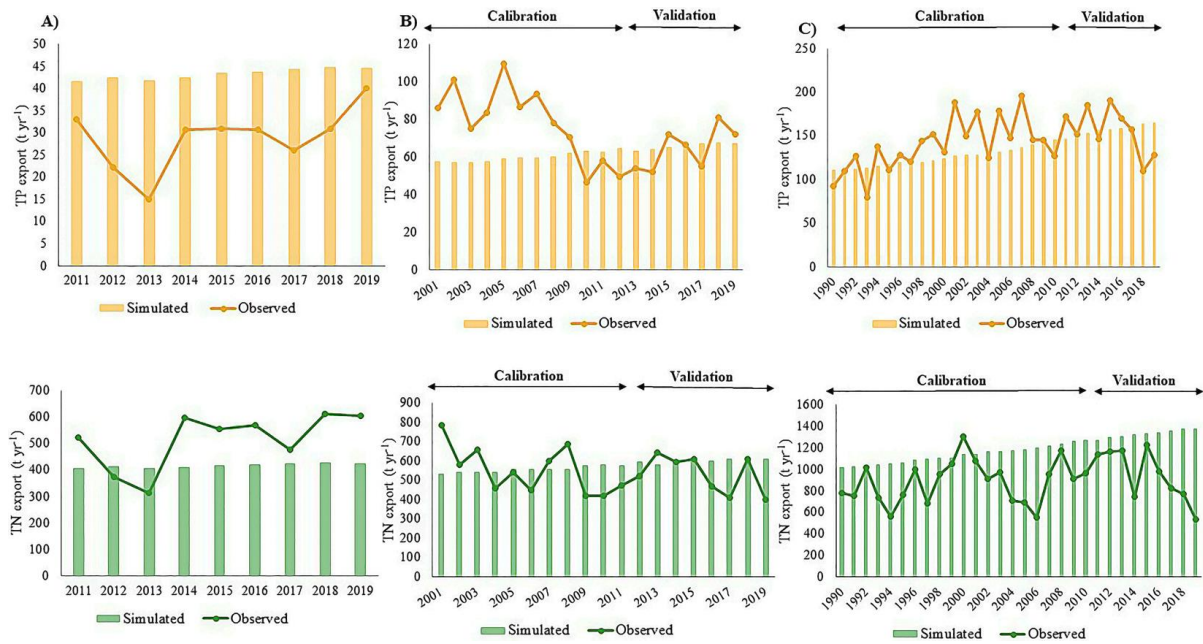 A)
TP export (t yr⁻¹)
50
45
40
35
30
25
20
15
10
5
0
2011 2012 2013 2014 2015 2016 2017 2018 2019
Simulated Observed
B)
Calibration Validation
TP export (t yr⁻¹)
120
100
80
60
40
20
0
2001 2003 2005 2007 2009 2011 2013 2015 2017 2019
Simulated Observed
C)
Calibration Validation
TP export (t yr⁻¹)
250
200
150
100
50
0
1990 1992 1994 1996 1998 2000 2002 2004 2006 2008 2010 2012 2014 2016 2018
Simulated Observed
TN export (t yr⁻¹)
700
600
500
400
300
200
100
0
2011 2012 2013 2014 2015 2016 2017 2018 2019
Simulated Observed
Calibration Validation
TN export (t yr⁻¹)
900
800
700
600
500
400
300
200
100
0
2001 2003 2005 2007 2009 2011 2013 2015 2017 2019
Simulated Observed
Calibration Validation
TN export (t yr⁻¹)
1600
1400
1200
1000
800
600
400
200
0
1990 1992 1994 1996 1998 2000 2002 2004 2006 2008 2010 2012 2014 2016 2018
Simulated Observed